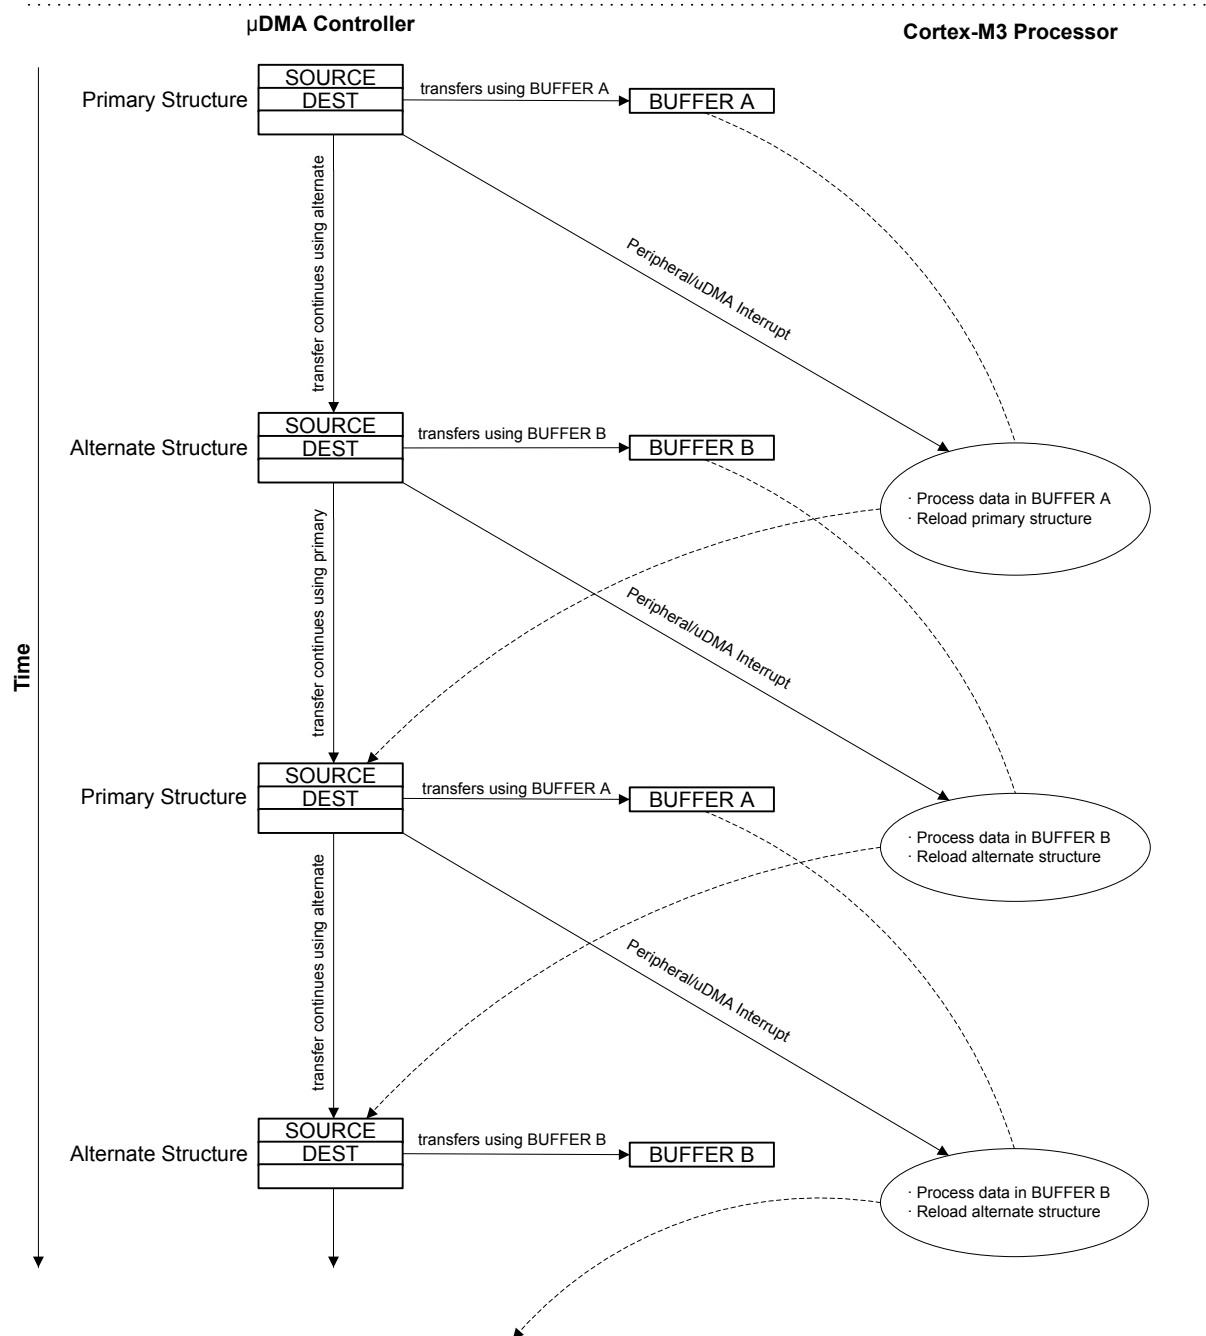 µDMA Controller
Cortex-M3 Processor
Primary Structure
SOURCE
DEST
transfers using BUFFER A
BUFFER A
transfer continues using alternate
Peripheral/uDMA Interrupt
Alternate Structure
SOURCE
DEST
transfers using BUFFER B
BUFFER B
· Process data in BUFFER A
· Reload primary structure
transfer continues using primary
Peripheral/uDMA Interrupt
Time
Primary Structure
SOURCE
DEST
transfers using BUFFER A
BUFFER A
· Process data in BUFFER B
· Reload alternate structure
transfer continues using alternate
Peripheral/uDMA Interrupt
Alternate Structure
SOURCE
DEST
transfers using BUFFER B
BUFFER B
· Process data in BUFFER B
· Reload alternate structure